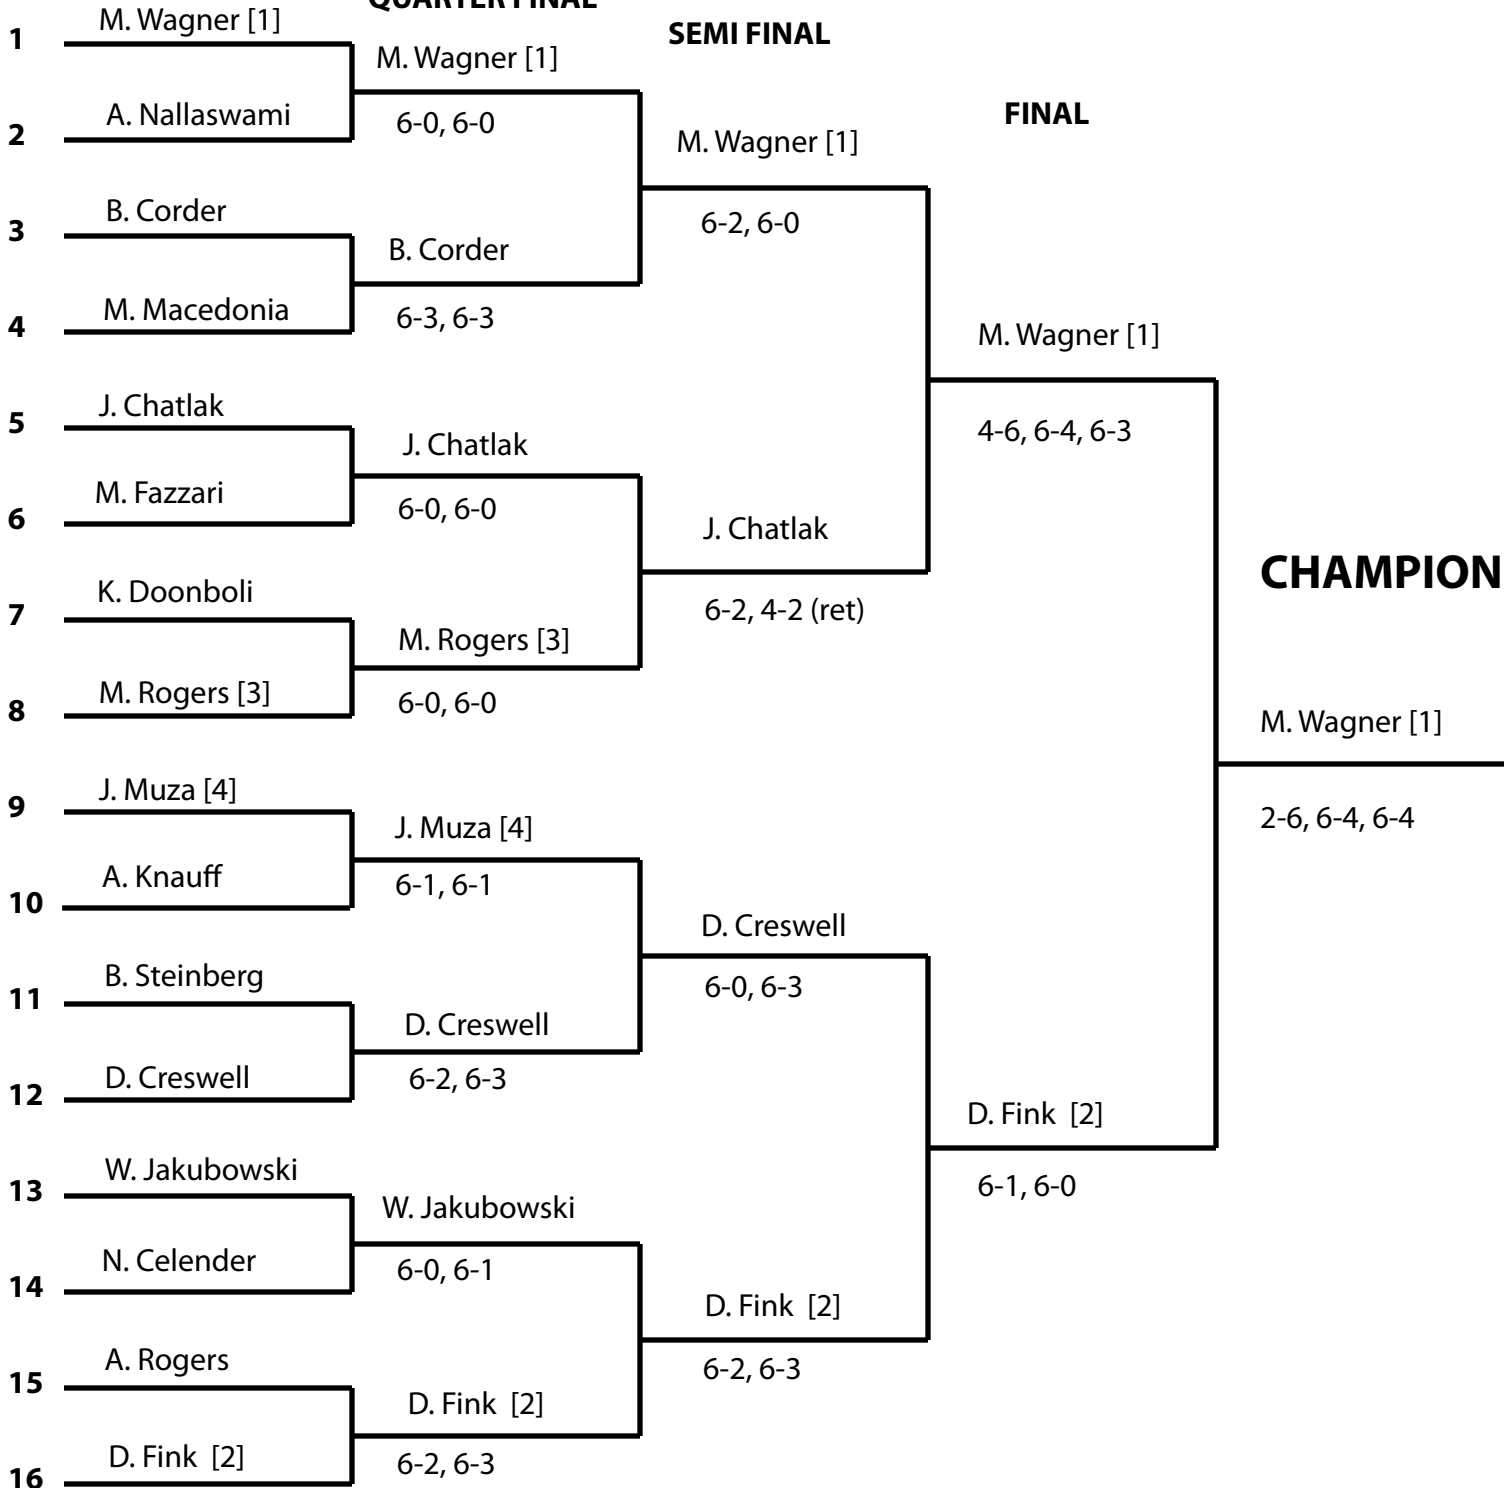 QUARTER FINAL
SEMI FINAL
FINAL
CHAMPION
1 M. Wagner [1]
2 A. Nallaswami
3 B. Corder
4 M. Macedonia
5 J. Chatlak
6 M. Fazzari
7 K. Doonboli
8 M. Rogers [3]
9 J. Muza [4]
10 A. Knauff
11 B. Steinberg
12 D. Creswell
13 W. Jakubowski
14 N. Celender
15 A. Rogers
16 D. Fink [2]
M. Wagner [1]
6-0, 6-0
B. Corder
6-3, 6-3
J. Chatlak
6-0, 6-0
M. Rogers [3]
6-0, 6-0
J. Muza [4]
6-1, 6-1
D. Creswell
6-2, 6-3
W. Jakubowski
6-0, 6-1
D. Fink [2]
6-2, 6-3
M. Wagner [1]
6-2, 6-0
J. Chatlak
6-2, 4-2 (ret)
D. Creswell
6-0, 6-3
D. Fink [2]
6-2, 6-3
M. Wagner [1]
4-6, 6-4, 6-3
D. Fink [2]
6-1, 6-0
M. Wagner [1]
2-6, 6-4, 6-4